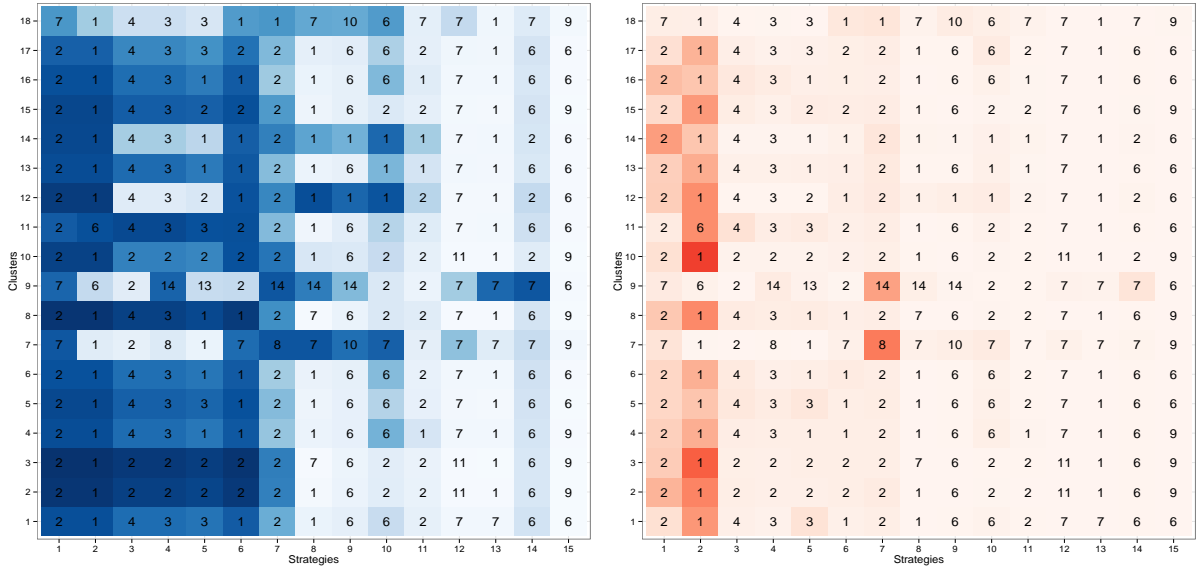 18 7 1 4 3 3 1 1 7 10 6 7 7 1 7 9
17 2 1 4 3 3 2 2 1 6 6 2 7 1 6 6
16 2 1 4 3 1 1 2 1 6 6 1 7 1 6 6
15 2 1 4 3 2 2 2 1 6 2 2 7 1 6 9
14 2 1 4 3 1 1 2 1 1 1 1 7 1 2 6
13 2 1 4 3 1 1 2 1 6 1 1 7 1 6 6
12 2 1 4 3 2 1 2 1 1 1 2 7 1 2 6
11 2 6 4 3 3 2 2 1 6 2 2 7 1 6 6
10 2 1 2 2 2 2 2 1 6 2 2 11 1 2 9
9 7 6 2 14 13 2 14 14 14 2 2 7 7 7 6
8 2 1 4 3 1 1 2 7 6 2 2 7 1 6 9
7 7 1 2 8 1 7 8 7 10 7 7 7 7 7 9
6 2 1 4 3 1 1 2 1 6 6 2 7 1 6 6
5 2 1 4 3 3 1 2 1 6 6 2 7 1 6 6
4 2 1 4 3 1 1 2 1 6 6 1 7 1 6 9
3 2 1 2 2 2 2 2 7 6 2 2 11 1 6 9
2 2 1 2 2 2 2 2 1 6 2 2 11 1 6 9
1 2 1 4 3 3 1 2 1 6 6 2 7 7 6 6
1 2 3 4 5 6 7 8 9 10 11 12 13 14 15
Strategies
Clusters
18 7 1 4 3 3 1 1 7 10 6 7 7 1 7 9
17 2 1 4 3 3 2 2 1 6 6 2 7 1 6 6
16 2 1 4 3 1 1 2 1 6 6 1 7 1 6 6
15 2 1 4 3 2 2 2 1 6 2 2 7 1 6 9
14 2 1 4 3 1 1 2 1 1 1 1 7 1 2 6
13 2 1 4 3 1 1 2 1 6 1 1 7 1 6 6
12 2 1 4 3 2 1 2 1 1 1 2 7 1 2 6
11 2 6 4 3 3 2 2 1 6 2 2 7 1 6 6
10 2 1 2 2 2 2 2 1 6 2 2 11 1 2 9
9 7 6 2 14 13 2 14 14 14 2 2 7 7 7 6
8 2 1 4 3 1 1 2 7 6 2 2 7 1 6 9
7 7 1 2 8 1 7 8 7 10 7 7 7 7 7 9
6 2 1 4 3 1 1 2 1 6 6 2 7 1 6 6
5 2 1 4 3 3 1 2 1 6 6 2 7 1 6 6
4 2 1 4 3 1 1 2 1 6 6 1 7 1 6 9
3 2 1 2 2 2 2 2 7 6 2 2 11 1 6 9
2 2 1 2 2 2 2 2 1 6 2 2 11 1 6 9
1 2 1 4 3 3 1 2 1 6 6 2 7 7 6 6
1 2 3 4 5 6 7 8 9 10 11 12 13 14 15
Strategies
Clusters